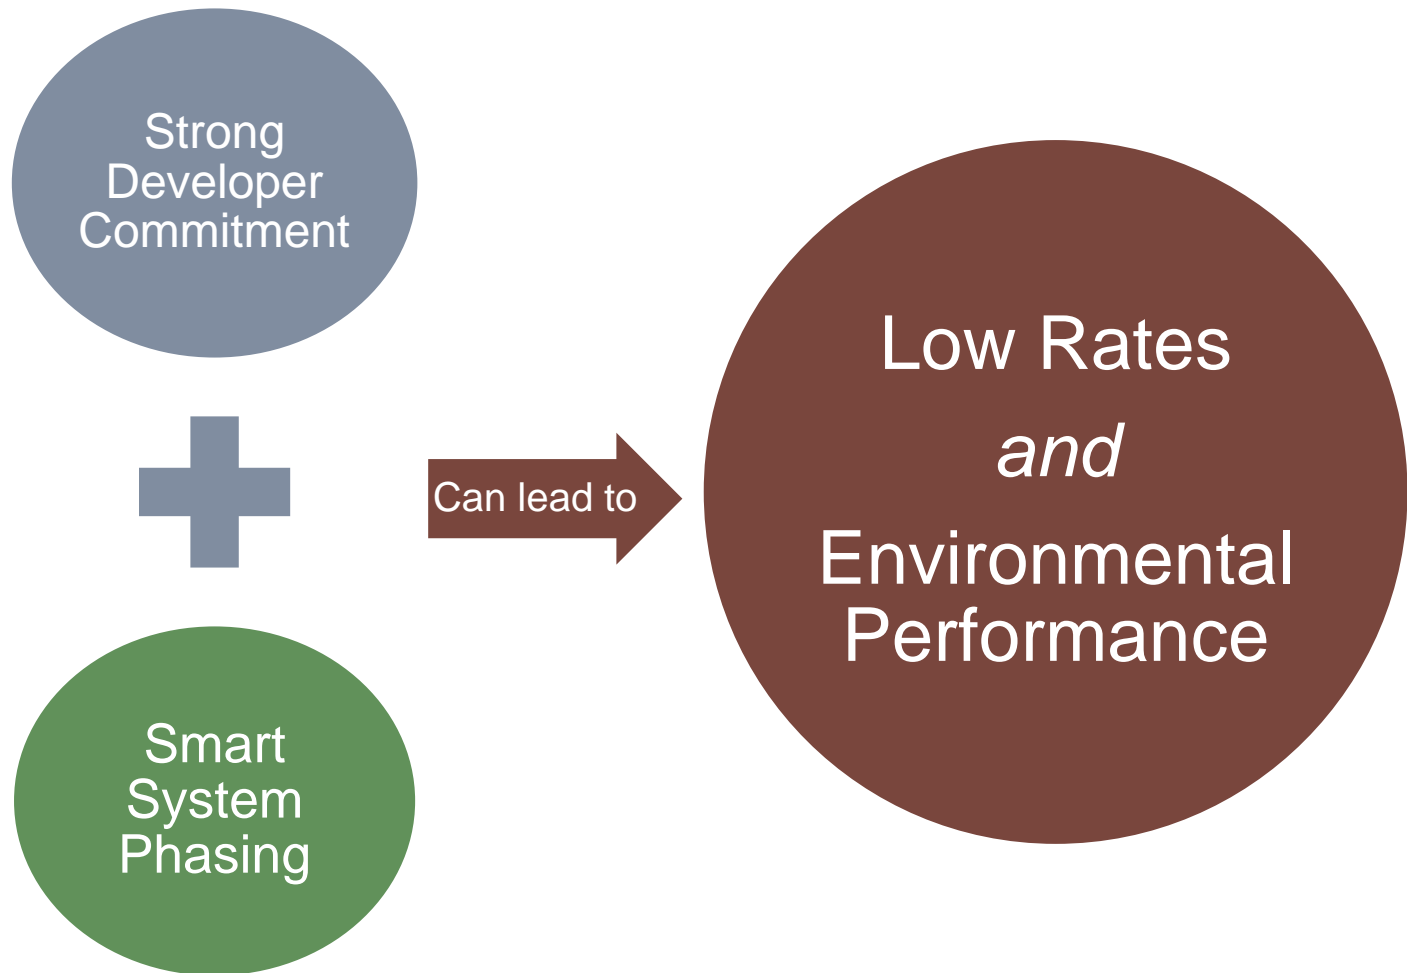 Strong
Developer
Commitment
Can lead to
Smart
System
Phasing
Low Rates
and
Environmental
Performance